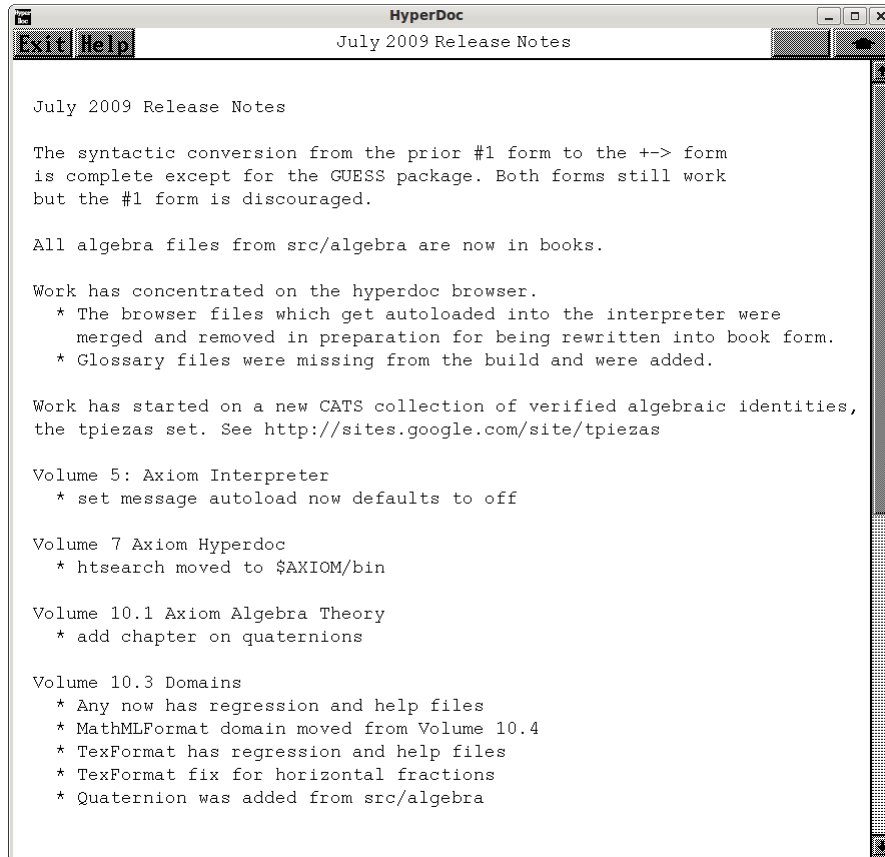 Hyper
Doc
HyperDoc
Exit Help
July 2009 Release Notes
July 2009 Release Notes
The syntactic conversion from the prior #1 form to the +-> form
is complete except for the GUESS package. Both forms still work
but the #1 form is discouraged.
All algebra files from src/algebra are now in books.
Work has concentrated on the hyperdoc browser.
* The browser files which get autoloaded into the interpreter were
merged and removed in preparation for being rewritten into book form.
* Glossary files were missing from the build and were added.
Work has started on a new CATS collection of verified algebraic identities,
the tpiezas set. See http://sites.google.com/site/tpiezas
Volume 5: Axiom Interpreter
* set message autoload now defaults to off
Volume 7 Axiom Hyperdoc
* htsearch moved to $AXIOM/bin
Volume 10.1 Axiom Algebra Theory
* add chapter on quaternions
Volume 10.3 Domains
* Any now has regression and help files
* MathMLFormat domain moved from Volume 10.4
* TexFormat has regression and help files
* TexFormat fix for horizontal fractions
* Quaternion was added from src/algebra